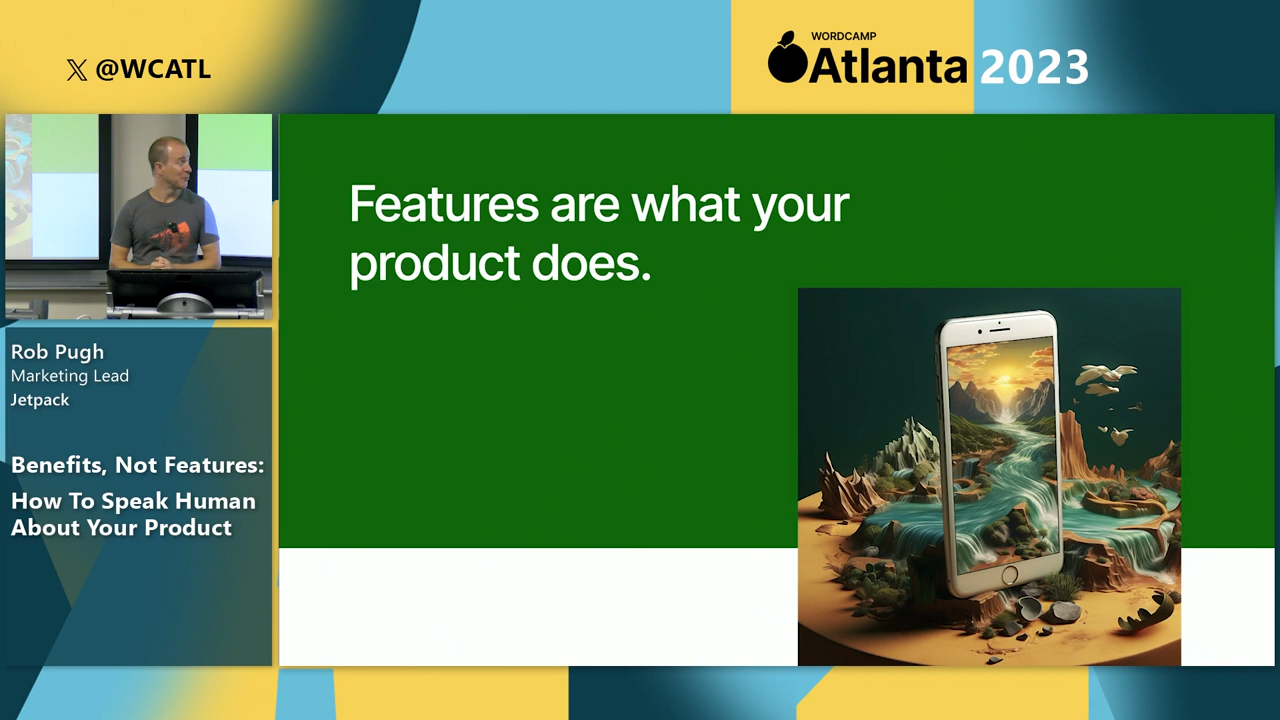 𝕏 @WCATL
WORDCAMP
Atlanta 2023
Rob Pugh
Marketing Lead
Jetpack
Benefits, Not Features:
How To Speak Human
About Your Product
Features are what your
product does.